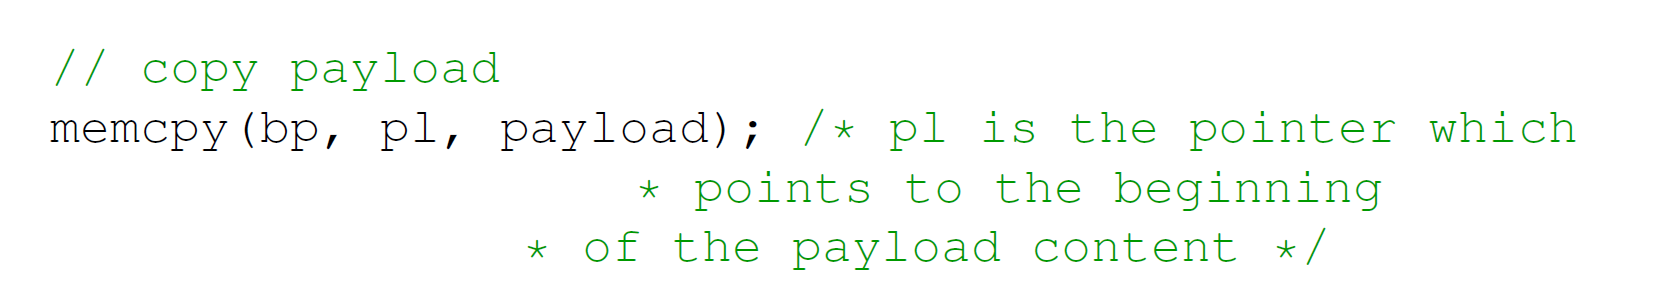 // copy payload
memcpy(bp, pl, payload); /* pl is the pointer which
* points to the beginning
* of the payload content */